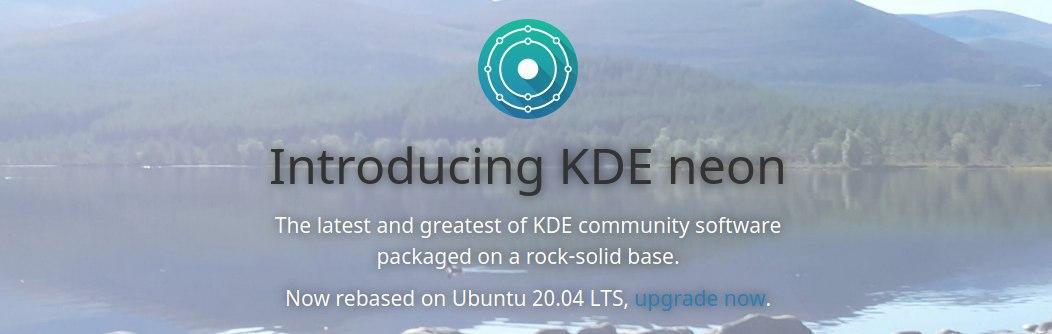 Introducing KDE neon
The latest and greatest of KDE community software
packaged on a rock-solid base.
Now rebased on Ubuntu 20.04 LTS, upgrade now.